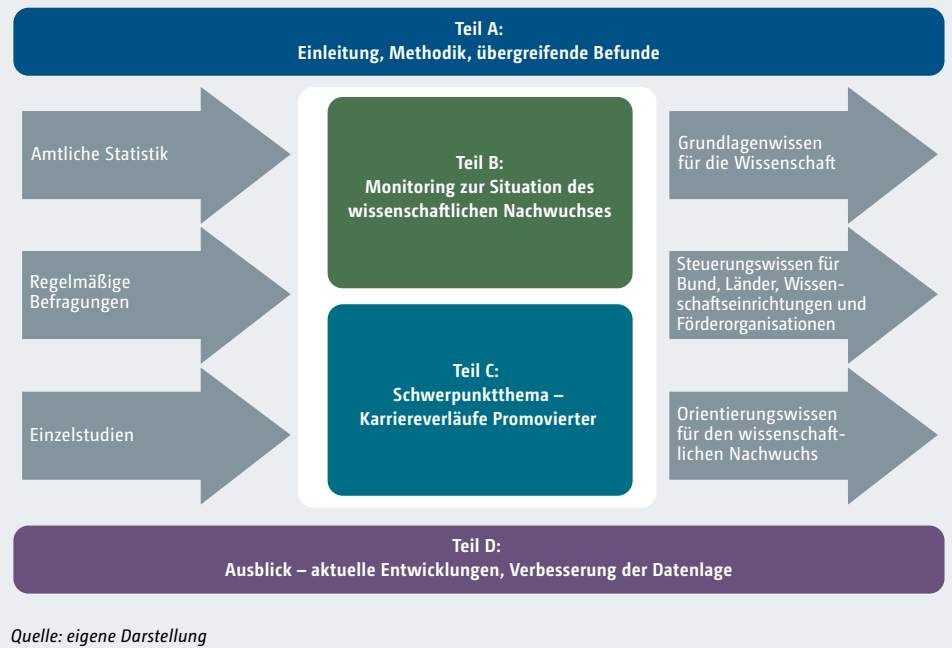 Teil A:
Einleitung, Methodik, übergreifende Befunde
Amtliche Statistik
Regelmäßige
Befragungen
Einzelstudien
Teil B:
Monitoring zur Situation des
wissenschaftlichen Nachwuchses
Teil C:
Schwerpunktthema –
Karriereverläufe Promovierter
Grundlagenwissen
für die Wissenschaft
Steuerungswissen für
Bund, Länder, Wissen-
schaftseinrichtungen und
Förderorganisationen
Orientierungswissen
für den wissenschaft-
lichen Nachwuchs
Teil D:
Ausblick – aktuelle Entwicklungen, Verbesserung der Datenlage
Quelle: eigene Darstellung